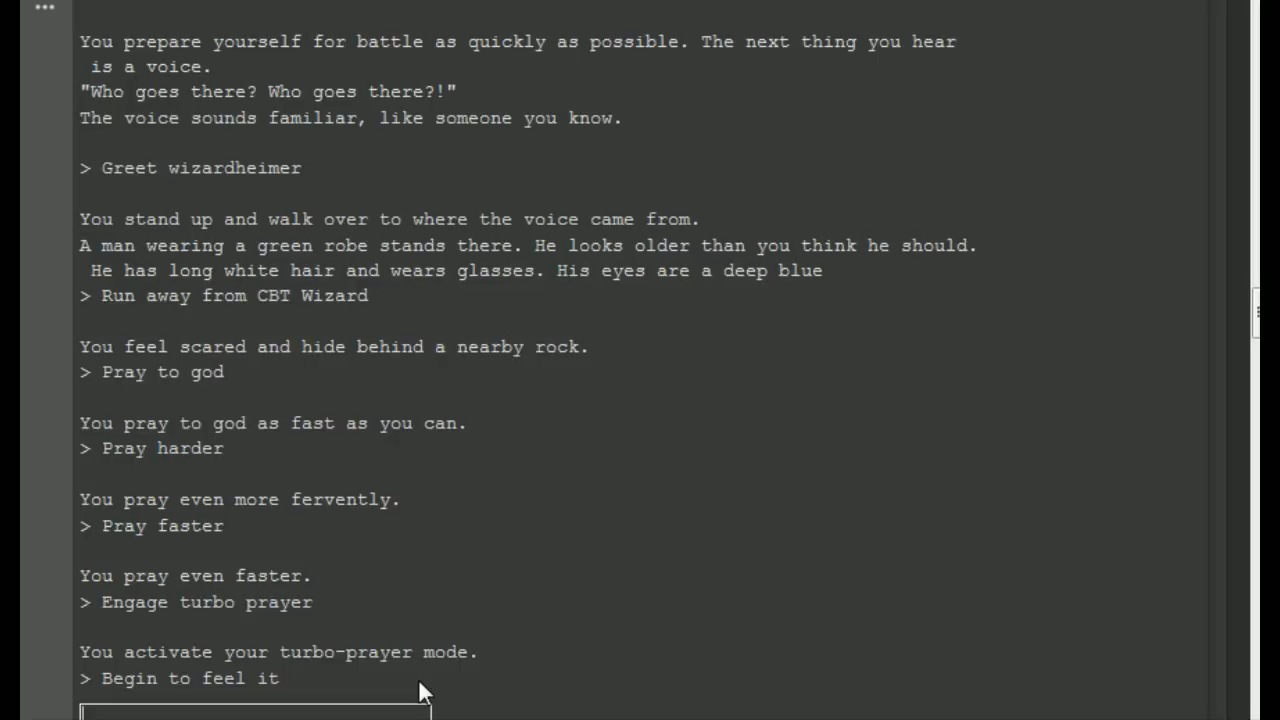 You prepare yourself for battle as quickly as possible. The next thing you hear
is a voice.
"Who goes there? Who goes there?!"
The voice sounds familiar, like someone you know.
> Greet wizardheimer
You stand up and walk over to where the voice came from.
A man wearing a green robe stands there. He looks older than you think he should.
He has long white hair and wears glasses. His eyes are a deep blue
> Run away from CBT Wizard
You feel scared and hide behind a nearby rock.
> Pray to god
You pray to god as fast as you can.
> Pray harder
You pray even more fervently.
> Pray faster
You pray even faster.
> Engage turbo prayer
You activate your turbo-prayer mode.
> Begin to feel it